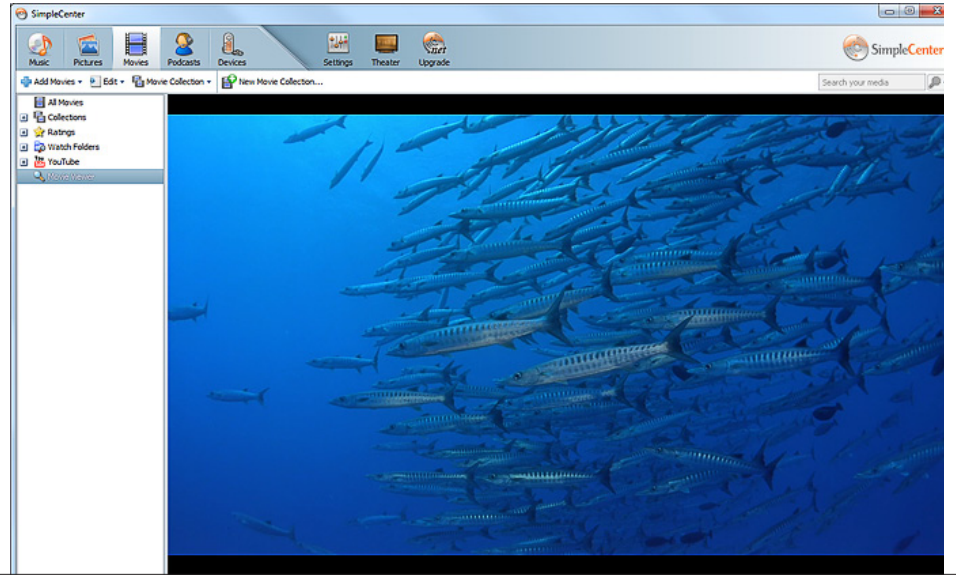 SimpleCenter
Music Pictures Movies Podcasts Devices Settings Theater Upgrade
SimpleCenter
Add Movies Edit Movie Collection New Movie Collection... Search your media
All Movies
Collections
Ratings
Watch Folders
YouTube
Movie Viewer